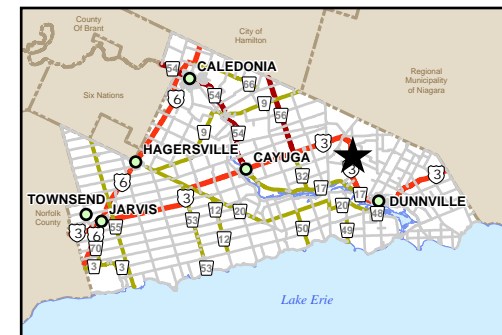 County
Of Brant
City of
Hamilton
Regional
Municipality
of Niagara
Six Nations
Norfolk
County
CALEDONIA
HAGERSVILLE
CAYUGA
TOWNSEND
JARVIS
DUNNVILLE
Lake Erie
54
6
54
66
9
56
9
54
3
3
3
32
17
17
6
3
20
48
53
12
20
3
6
55
70
12
50
49
3
3
53